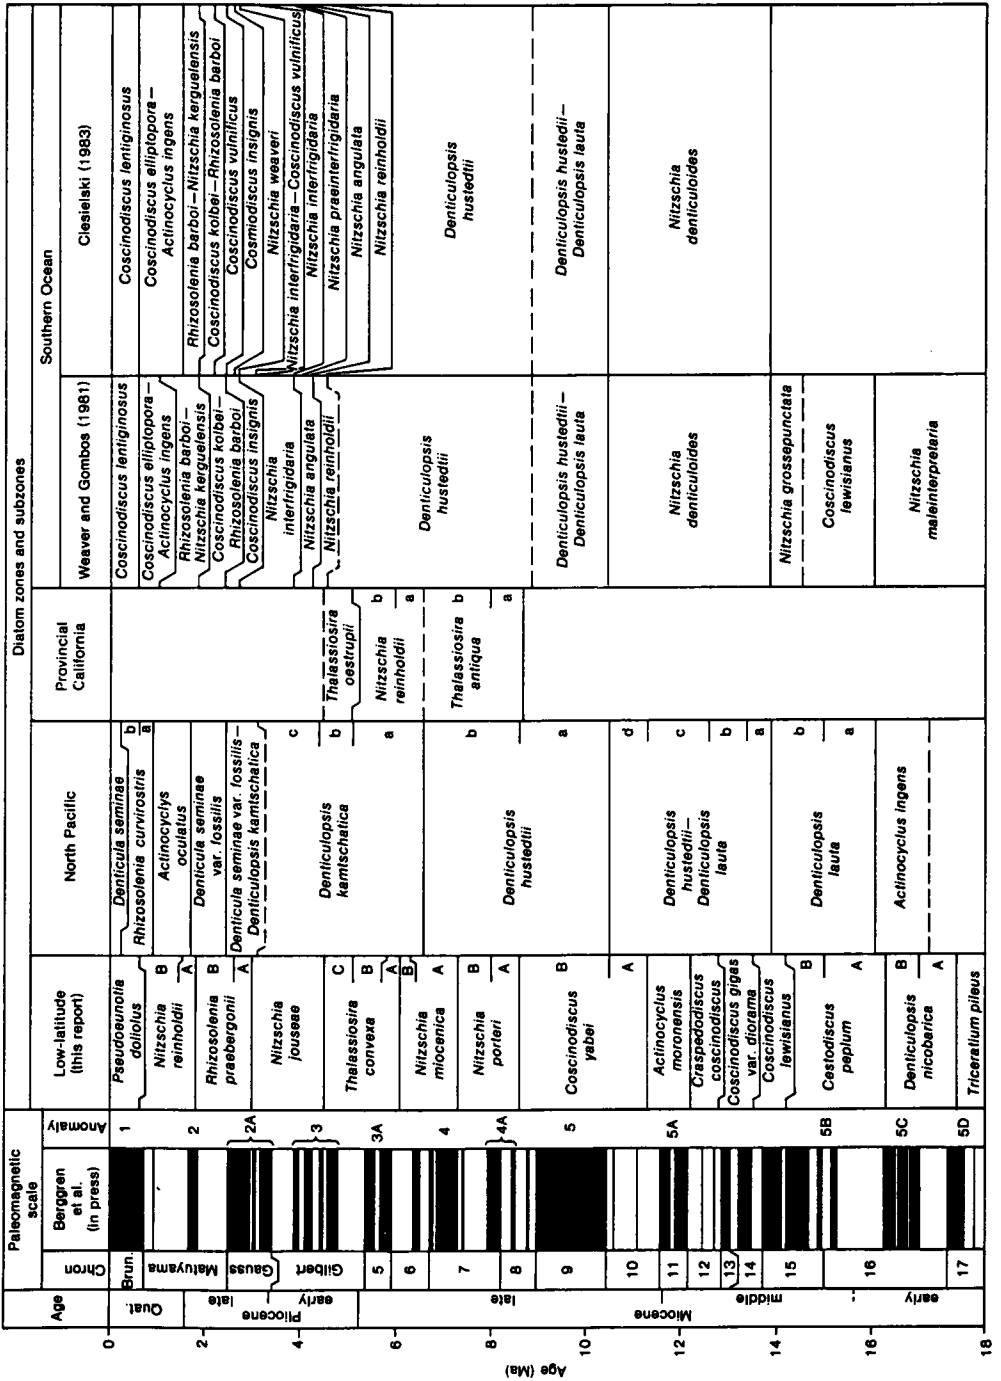 Diatom zones and subzones
Paleomagnetic
scale
Southern Ocean
Age
Chron
Berggren
et al.
(in press)
Anomaly
Low-latitude
(this report)
North Pacific
Provincial
California
Weaver and Gombos (1981)
Ciesielski (1983)
Age (Ma)
0
2
4
6
8
10
12
14
16
18
Quat.
late
Pliocene
early
late
Miocene
middle
early
Brun.
Matuyama
Gauss
Gilbert
5
6
7
8
9
10
11
12
13
14
15
16
17
1
2
2A
3
3A
4
4A
5
5A
5B
5C
5D
Pseudoeunotia
doliolus
Nitzschia
reinholdii
B
A
Rhizosolenia
praebergonii
B
A
Nitzschia
jouseae
Thalassiosira
convexa
C
B
A
Nitzschia
miocenica
B
A
Nitzschia
porteri
B
A
Coscinodiscus
yabei
B
A
Actinocyclus
moronensis
Craspedodiscus
coscinodiscus
Coscinodiscus gigas
var. diorama
Coscinodiscus
lewisianus
Cestodiscus
peplum
B
A
Denticulopsis
nicobarica
B
A
Triceratium pileus
Denticula seminae
Rhizosolenia curvirostris
b
a
Actinocyclys
oculatus
Denticula seminae
var. fossilis
Denticula seminae var. fossilis—
Denticulopsis kamtschatica
Denticulopsis
kamtschatica
c
b
a
Denticulopsis
hustedtii
b
a
Denticulopsis
hustedtii—
Denticulopsis
lauta
d
c
b
a
Denticulopsis
lauta
b
a
Actinocyclus ingens
Thalassiosira
oestrupii
Nitzschia
reinholdii
b
a
Thalassiosira
antiqua
b
a
Coscinodiscus lentiginosus
Coscinodiscus elliptopora—
Actinocyclus ingens
Rhizosolenia barboi—
Nitzschia kerguelensis
Coscinodiscus kolbei—
Rhizosolenia barboi
Coscinodiscus insignis
Nitzschia
interfrigidaria
Nitzschia angulata
Nitzschia reinholdii
Denticulopsis
hustedtii
Denticulopsis hustedtii—
Denticulopsis lauta
Nitzschia
denticuloides
Nitzschia grossepunctata
Coscinodiscus
lewisianus
Nitzschia
maleinterpretaria
Coscinodiscus lentiginosus
Coscinodiscus elliptopora—
Actinocyclus ingens
Rhizosolenia barboi—Nitzschia kerguelensis
Coscinodiscus kolbei—Rhizosolenia barboi
Coscinodiscus vulnificus
Cosmiodiscus insignis
Nitzschia weaveri
Nitzschia interfrigidaria—Coscinodiscus vulnificus
Nitzschia interfrigidaria
Nitzschia praeinterfrigidaria
Nitzschia angulata
Nitzschia reinholdii
Denticulopsis
hustedtii
Denticulopsis hustedii—
Denticulopsis lauta
Nitzschia
denticuloides